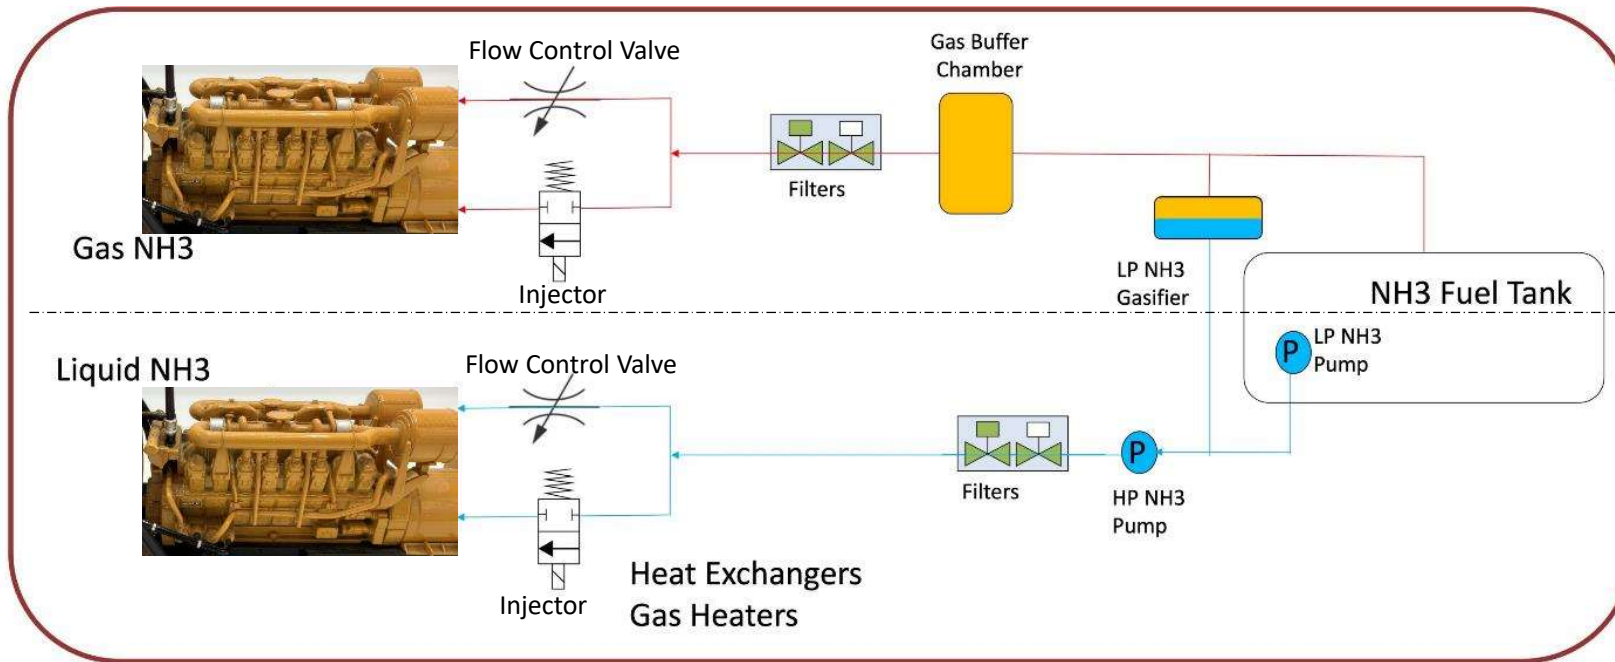 Flow Control Valve
Gas Buffer
Chamber
Filters
Gas NH3
Injector
LP NH3
Gasifier
NH3 Fuel Tank
LP NH3
Pump
P
Liquid NH3
Flow Control Valve
P
Filters
HP NH3
Pump
Injector
Heat Exchangers
Gas Heaters